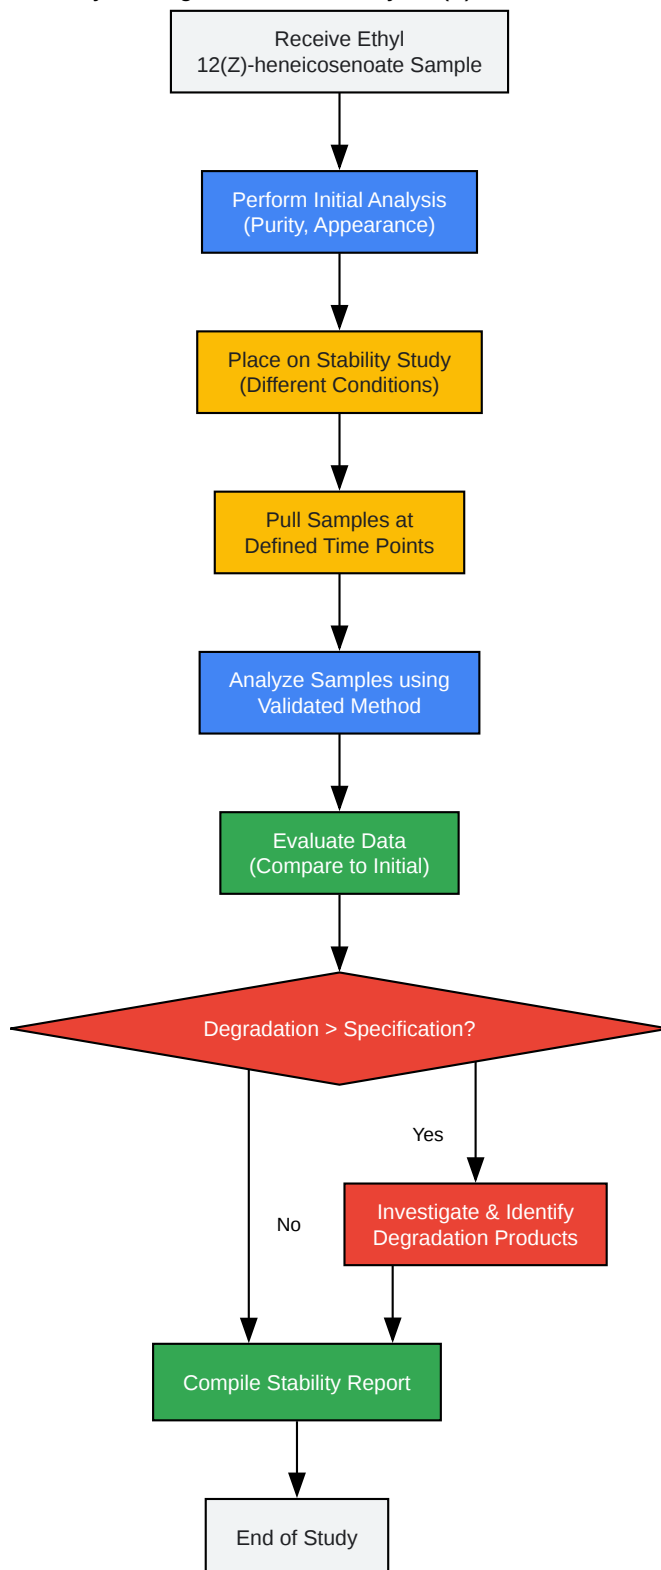 Receive Ethyl
12(Z)-heneicosenoate Sample
Perform Initial Analysis
(Purity, Appearance)
Place on Stability Study
(Different Conditions)
Pull Samples at
Defined Time Points
Analyze Samples using
Validated Method
Evaluate Data
(Compare to Initial)
Degradation > Specification?
Yes
No
Investigate & Identify
Degradation Products
Compile Stability Report
End of Study